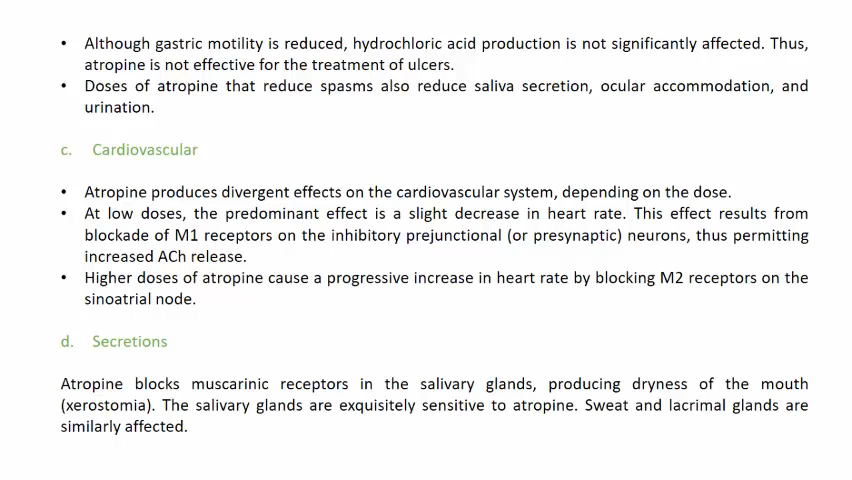 • Although gastric motility is reduced, hydrochloric acid production is not significantly affected. Thus,
atropine is not effective for the treatment of ulcers.
• Doses of atropine that reduce spasms also reduce saliva secretion, ocular accommodation, and
urination.
c. Cardiovascular
• Atropine produces divergent effects on the cardiovascular system, depending on the dose.
• At low doses, the predominant effect is a slight decrease in heart rate. This effect results from
blockade of M1 receptors on the inhibitory prejunctional (or presynaptic) neurons, thus permitting
increased ACh release.
• Higher doses of atropine cause a progressive increase in heart rate by blocking M2 receptors on the
sinoatrial node.
d. Secretions
Atropine blocks muscarinic receptors in the salivary glands, producing dryness of the mouth
(xerostomia). The salivary glands are exquisitely sensitive to atropine. Sweat and lacrimal glands are
similarly affected.